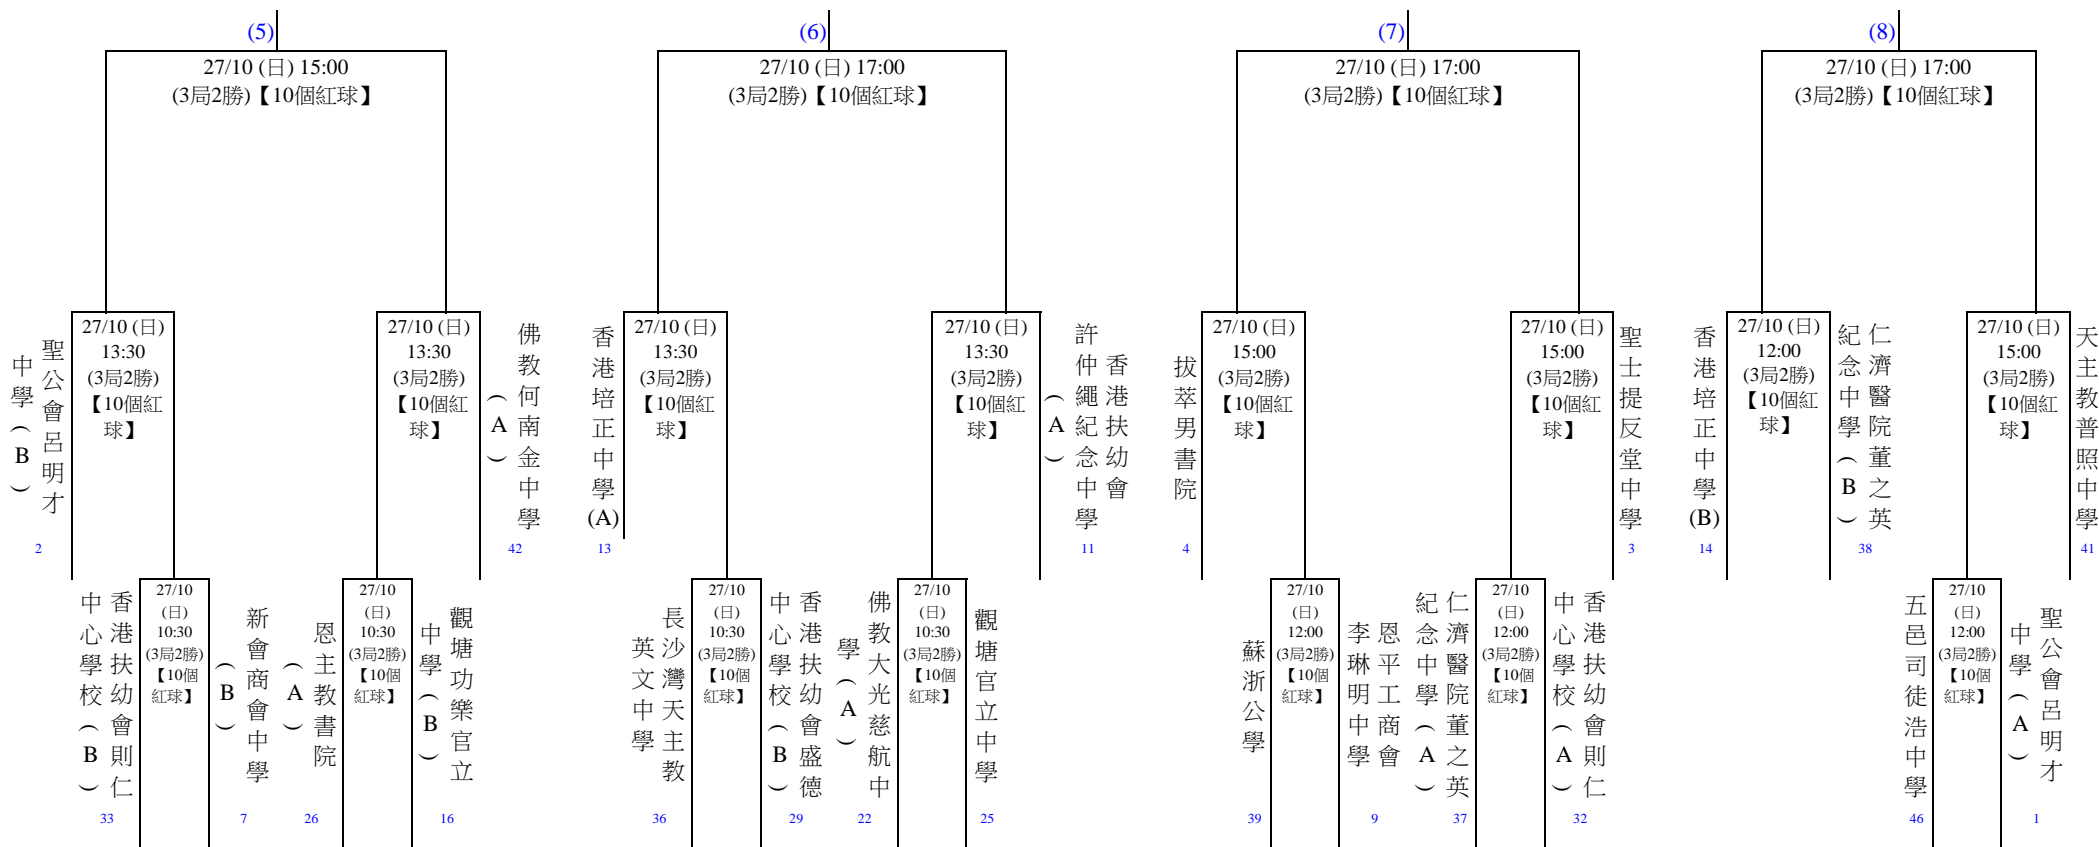 (5)
27/10 (日) 15:00
(3局2勝)【10個紅球】
(6)
27/10 (日) 17:00
(3局2勝)【10個紅球】
(7)
27/10 (日) 17:00
(3局2勝)【10個紅球】
(8)
27/10 (日) 17:00
(3局2勝)【10個紅球】
聖公會呂明才
中學（B）
2
27/10 (日)
13:30
(3局2勝)
【10個紅
球】
27/10 (日)
13:30
(3局2勝)
【10個紅
球】
佛教何南金中學
（A）
42
香港培正中學(A)
13
27/10 (日)
13:30
(3局2勝)
【10個紅
球】
27/10 (日)
13:30
(3局2勝)
【10個紅
球】
香港扶幼會
許仲繩紀念中學
（A）
11
拔萃男書院
4
27/10 (日)
15:00
(3局2勝)
【10個紅
球】
27/10 (日)
15:00
(3局2勝)
【10個紅
球】
聖士提反堂中學
3
香港培正中學(B)
14
27/10 (日)
12:00
(3局2勝)
【10個紅
球】
仁濟醫院董之英
紀念中學（B）
38
27/10 (日)
15:00
(3局2勝)
【10個紅
球】
天主教普照中學
41
香港扶幼會則仁
中心學校（B）
33
27/10
(日)
10:30
(3局2勝)
【10個
紅球】
新會商會中學
（B）
7
恩主教書院
（A）
26
27/10
(日)
10:30
(3局2勝)
【10個
紅球】
觀塘功樂官立
中學（B）
16
長沙灣天主教
英文中學
36
27/10
(日)
10:30
(3局2勝)
【10個
紅球】
香港扶幼會盛德
中心學校（B）
29
佛教大光慈航中
學（A）
22
27/10
(日)
10:30
(3局2勝)
【10個
紅球】
觀塘官立中學
25
蘇浙公學
39
27/10
(日)
12:00
(3局2勝)
【10個
紅球】
恩平工商會
李琳明中學
9
仁濟醫院董之英
紀念中學（A）
37
27/10
(日)
12:00
(3局2勝)
【10個
紅球】
香港扶幼會則仁
中心學校（A）
32
五邑司徒浩中學
46
27/10
(日)
12:00
(3局2勝)
【10個
紅球】
聖公會呂明才
中學（A）
1